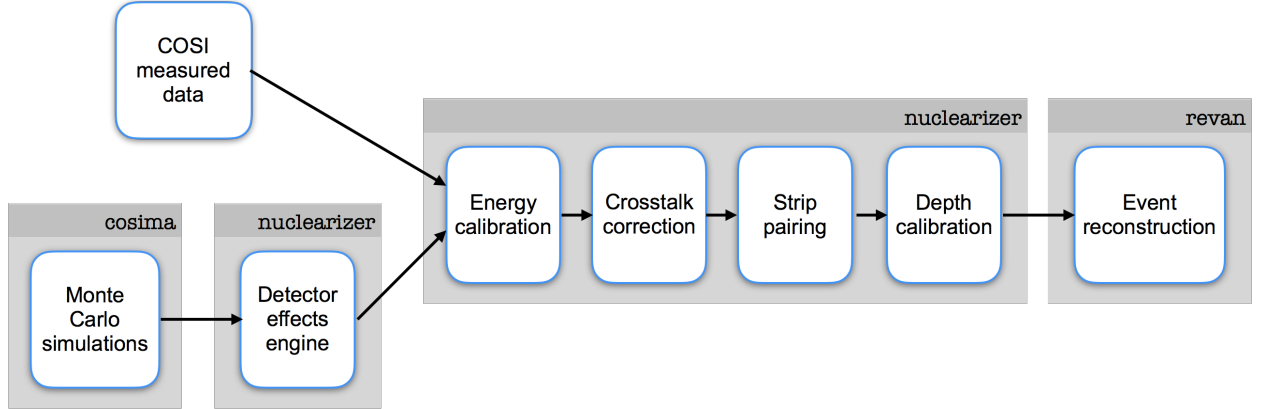 COSI
measured
data
nuclearizer
revan
Energy
calibration
Crosstalk
correction
Strip
pairing
Depth
calibration
Event
reconstruction
cosima
nuclearizer
Monte
Carlo
simulations
Detector
effects
engine